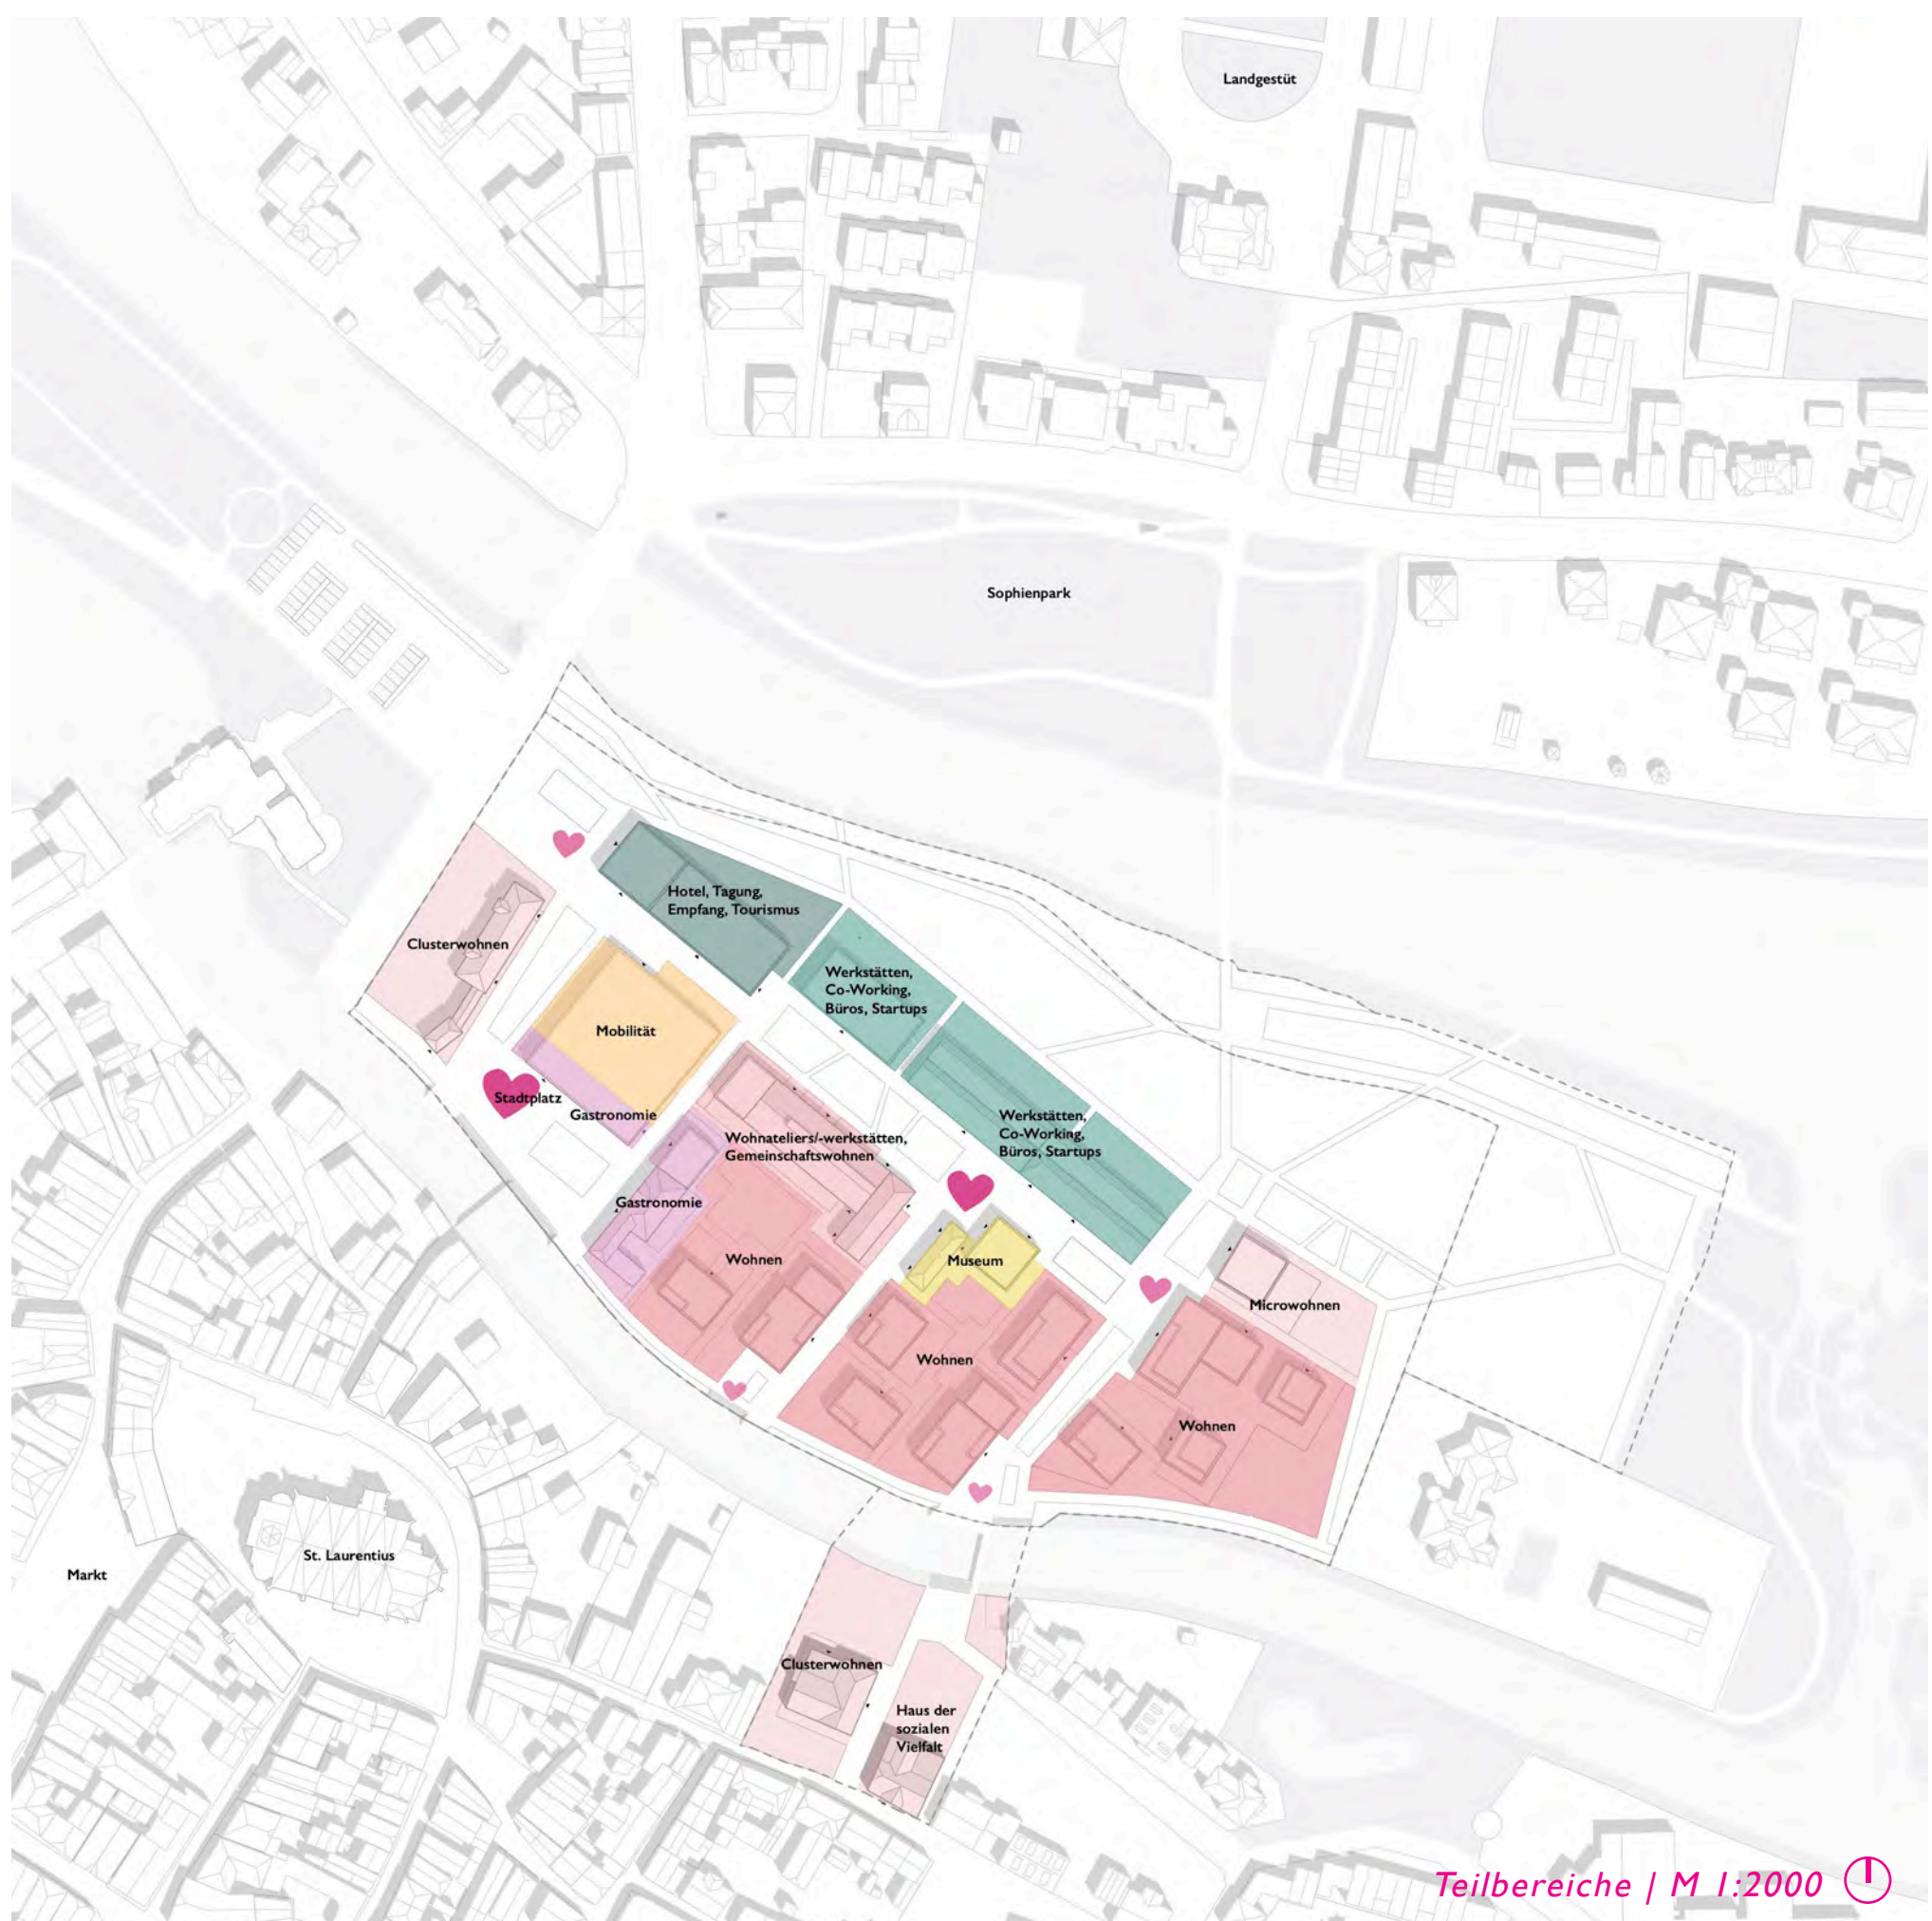 Landgestüt
Sophienpark
Hotel, Tagung,
Empfang, Tourismus
Clusterwohnen
Werkstätten,
Co-Working,
Büros, Startups
Mobilität
Stadtplatz
Gastronomie
Werkstätten,
Co-Working,
Büros, Startups
Wohnateliers/-werkstätten,
Gemeinschaftswohnen
Gastronomie
Wohnen
Museum
Microwohnen
Wohnen
Wohnen
St. Laurentius
Markt
Clusterwohnen
Haus der
sozialen
Vielfalt
Teilbereiche | M 1:2000